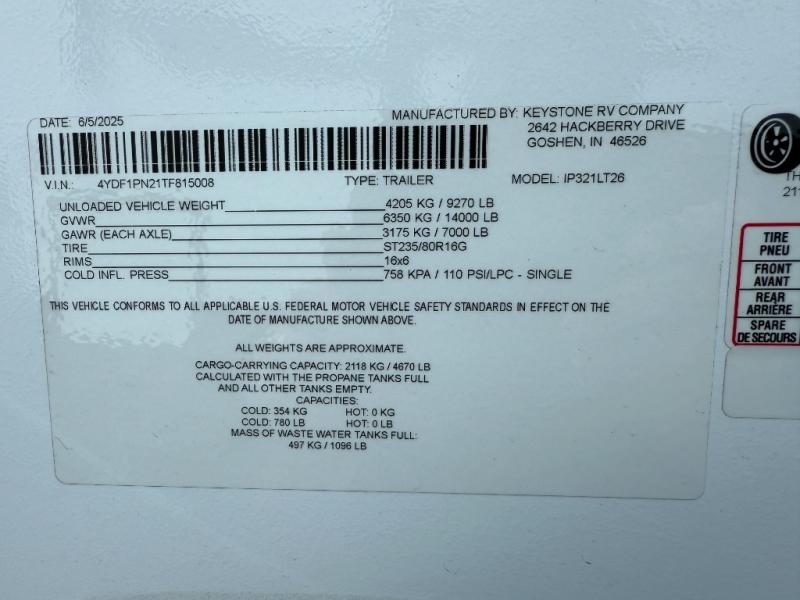 DATE: 6/5/2025
MANUFACTURED BY: KEYSTONE RV COMPANY
2642 HACKBERRY DRIVE
GOSHEN, IN 46526
V.I.N.: 4YDF1PN21TF815008 TYPE: TRAILER MODEL: IP321LT26
UNLOADED VEHICLE WEIGHT 4205 KG / 9270 LB
GVWR 6350 KG / 14000 LB
GAWR (EACH AXLE) 3175 KG / 7000 LB
TIRE ST235/80R16G
RIMS 16x6
COLD INFL. PRESS 758 KPA / 110 PSI/LPC - SINGLE
THIS VEHICLE CONFORMS TO ALL APPLICABLE U.S. FEDERAL MOTOR VEHICLE SAFETY STANDARDS IN EFFECT ON THE
DATE OF MANUFACTURE SHOWN ABOVE.
ALL WEIGHTS ARE APPROXIMATE.
CARGO-CARRYING CAPACITY: 2118 KG / 4670 LB
CALCULATED WITH THE PROPANE TANKS FULL
AND ALL OTHER TANKS EMPTY.
CAPACITIES:
COLD: 354 KG HOT: 0 KG
COLD: 780 LB HOT: 0 LB
MASS OF WASTE WATER TANKS FULL:
497 KG / 1096 LB
TH
211
TIRE
PNEU
FRONT
AVANT
REAR
ARRIÈRE
SPARE
DE SECOURS